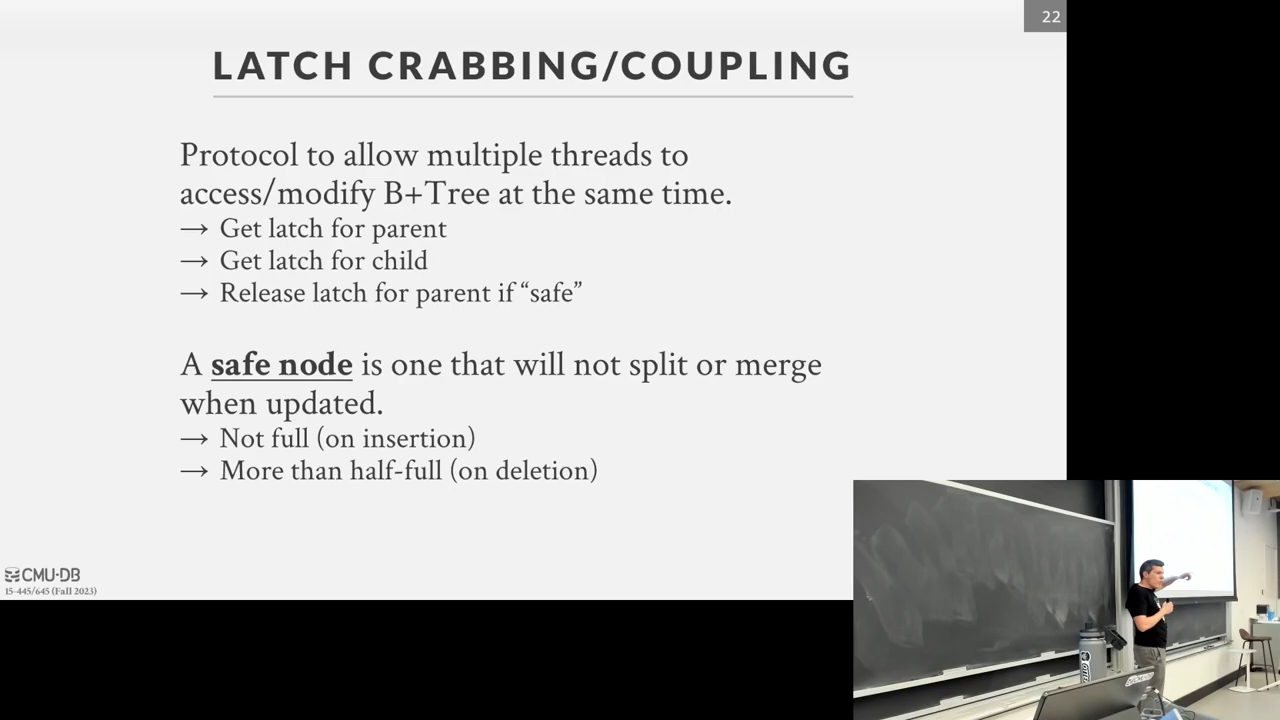 22
LATCH CRABBING/COUPLING
Protocol to allow multiple threads to
access/modify B+Tree at the same time.
→ Get latch for parent
→ Get latch for child
→ Release latch for parent if “safe”
A safe node is one that will not split or merge
when updated.
→ Not full (on insertion)
→ More than half-full (on deletion)
CMU·DB
15-445/645 (Fall 2023)